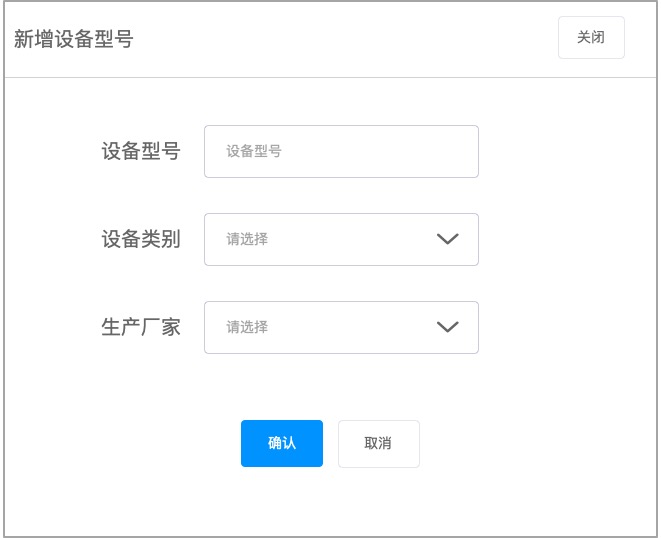 新增设备型号
关闭
设备型号
设备型号
设备类别
请选择
生产厂家
请选择
确认
取消